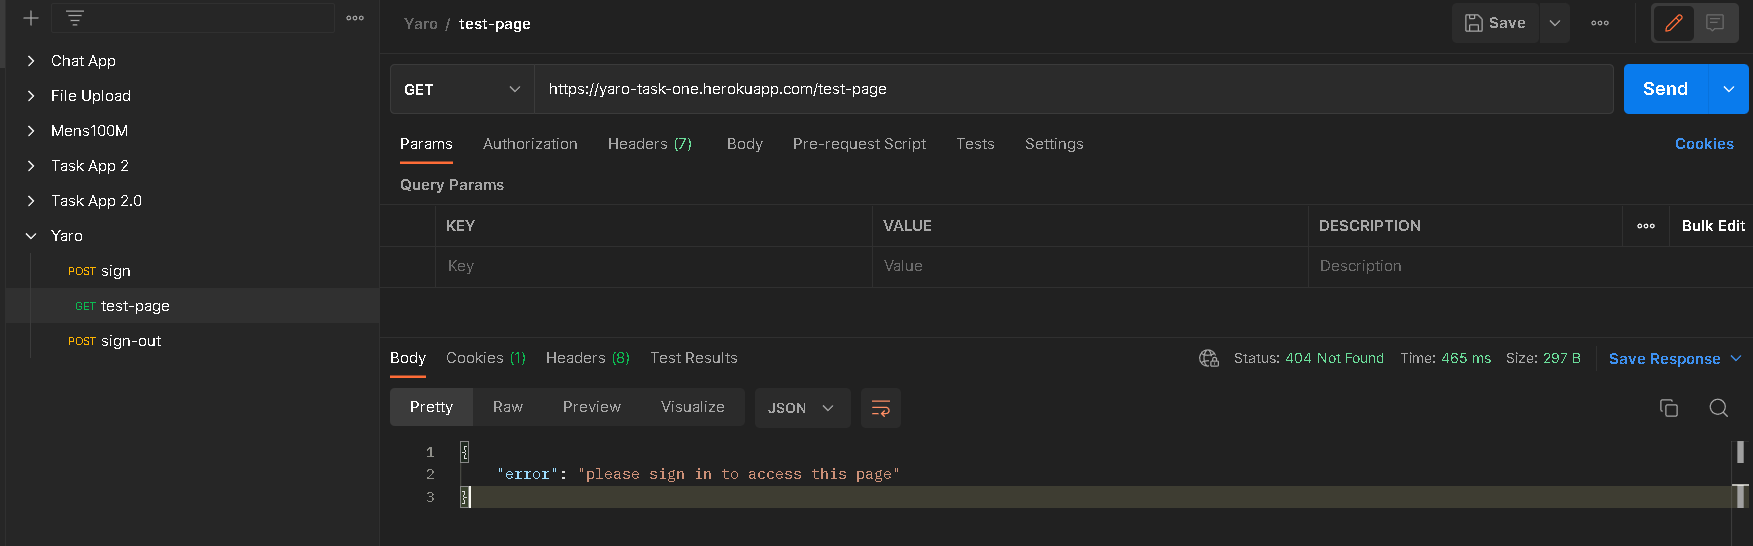 Yaro / test-page
Save
Chat App
File Upload
Mens100M
Task App 2
Task App 2.0
Yaro
POST sign
GET test-page
POST sign-out
GET
https://yaro-task-one.herokuapp.com/test-page
Send
Params Authorization Headers (7) Body Pre-request Script Tests Settings Cookies
Query Params
KEY VALUE DESCRIPTION Bulk Edit
Key Value Description
Body Cookies (1) Headers (8) Test Results Status: 404 Not Found Time: 465 ms Size: 297 B Save Response
Pretty Raw Preview Visualize JSON
1 {
2 "error": "please sign in to access this page"
3 }